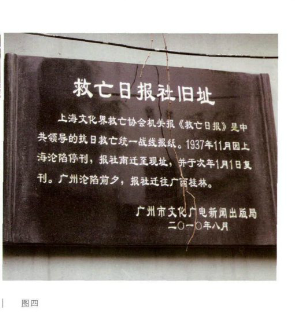 救亡日报社旧址
上海文化界救亡协会机关报《救亡日报》是中
共领导的抗日救亡统一战线报纸。1937年11月因上
海沦陷停刊，报社南迁至现址，并于次年1月1日复
刊。广州沦陷前夕，报社迁往广西桂林。
广州市文化广电新闻出版局
二〇一〇年八月
图四